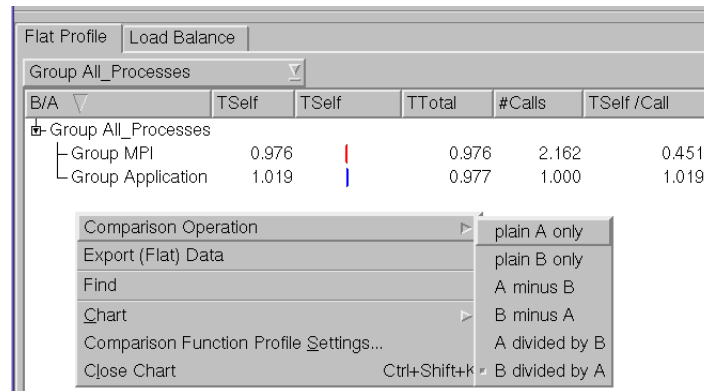 Flat Profile Load Balance
Group All_Processes
B/A TSelf TSelf TTotal #Calls TSelf /Call
Group All_Processes
Group MPI 0.976 0.976 2.162 0.451
Group Application 1.019 0.977 1.000 1.019
Comparison Operation plain A only
Export (Flat) Data plain B only
Find A minus B
Chart B minus A
Comparison Function Profile Settings... A divided by B
Close Chart Ctrl+Shift+K B divided by A